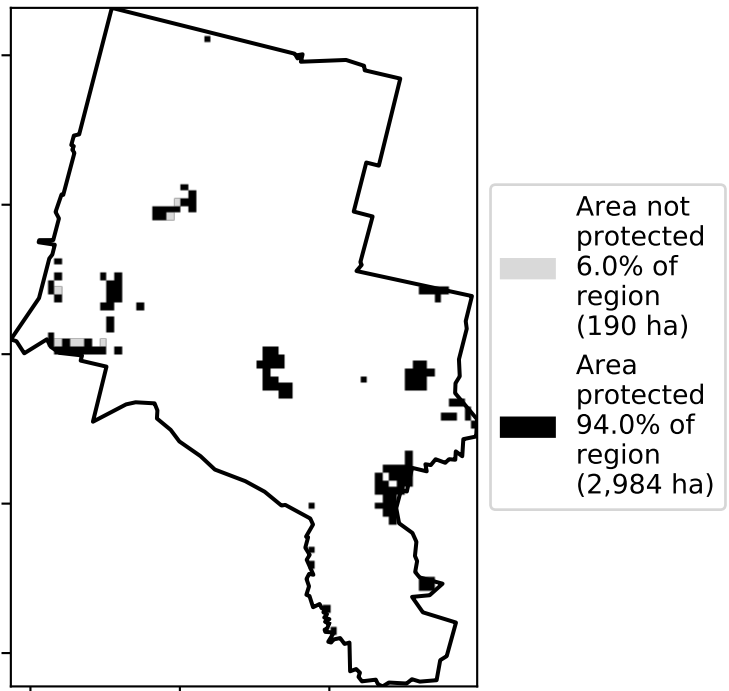 Area not
protected
6.0% of
region
(190 ha)
Area
protected
94.0% of
region
(2,984 ha)